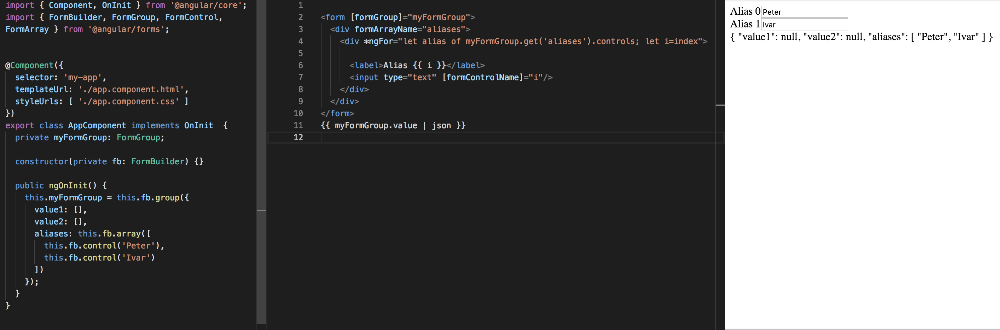 import { Component, OnInit } from '@angular/core';
import { FormBuilder, FormGroup, FormControl,
FormArray } from '@angular/forms';
@Component({
selector: 'my-app',
templateUrl: './app.component.html',
styleUrls: [ './app.component.css' ]
})
export class AppComponent implements OnInit  {
private myFormGroup: FormGroup;
constructor(private fb: FormBuilder) {}
public ngOnInit() {
this.myFormGroup = this.fb.group({
value1: [],
value2: [],
aliases: this.fb.array([
this.fb.control('Peter'),
this.fb.control('Ivar')
])
});
}
}
1
2 <form [formGroup]="myFormGroup">
3 <div formArrayName="aliases">
4 <div *ngFor="let alias of myFormGroup.get('aliases').controls; let i=index">
5
6 <label>Alias {{ i }}</label>
7 <input type="text" [formControlName]="i"/>
8 </div>
9 </div>
10 </form>
11 {{ myFormGroup.value | json }}
12
Alias 0 Peter
Alias 1 Ivar
{ "value1": null, "value2": null, "aliases": [ "Peter", "Ivar" ] }